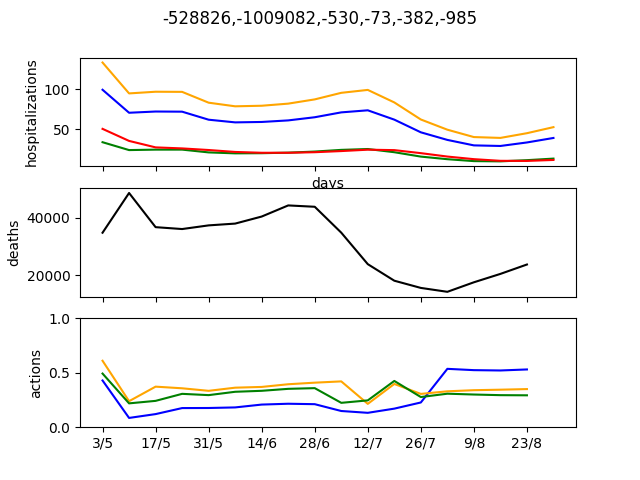 -528826,-1009082,-530,-73,-382,-985
hospitalizations
100
50
days
deaths
40000
20000
actions
1.0
0.5
0.0
3/5 17/5 31/5 14/6 28/6 12/7 26/7 9/8 23/8